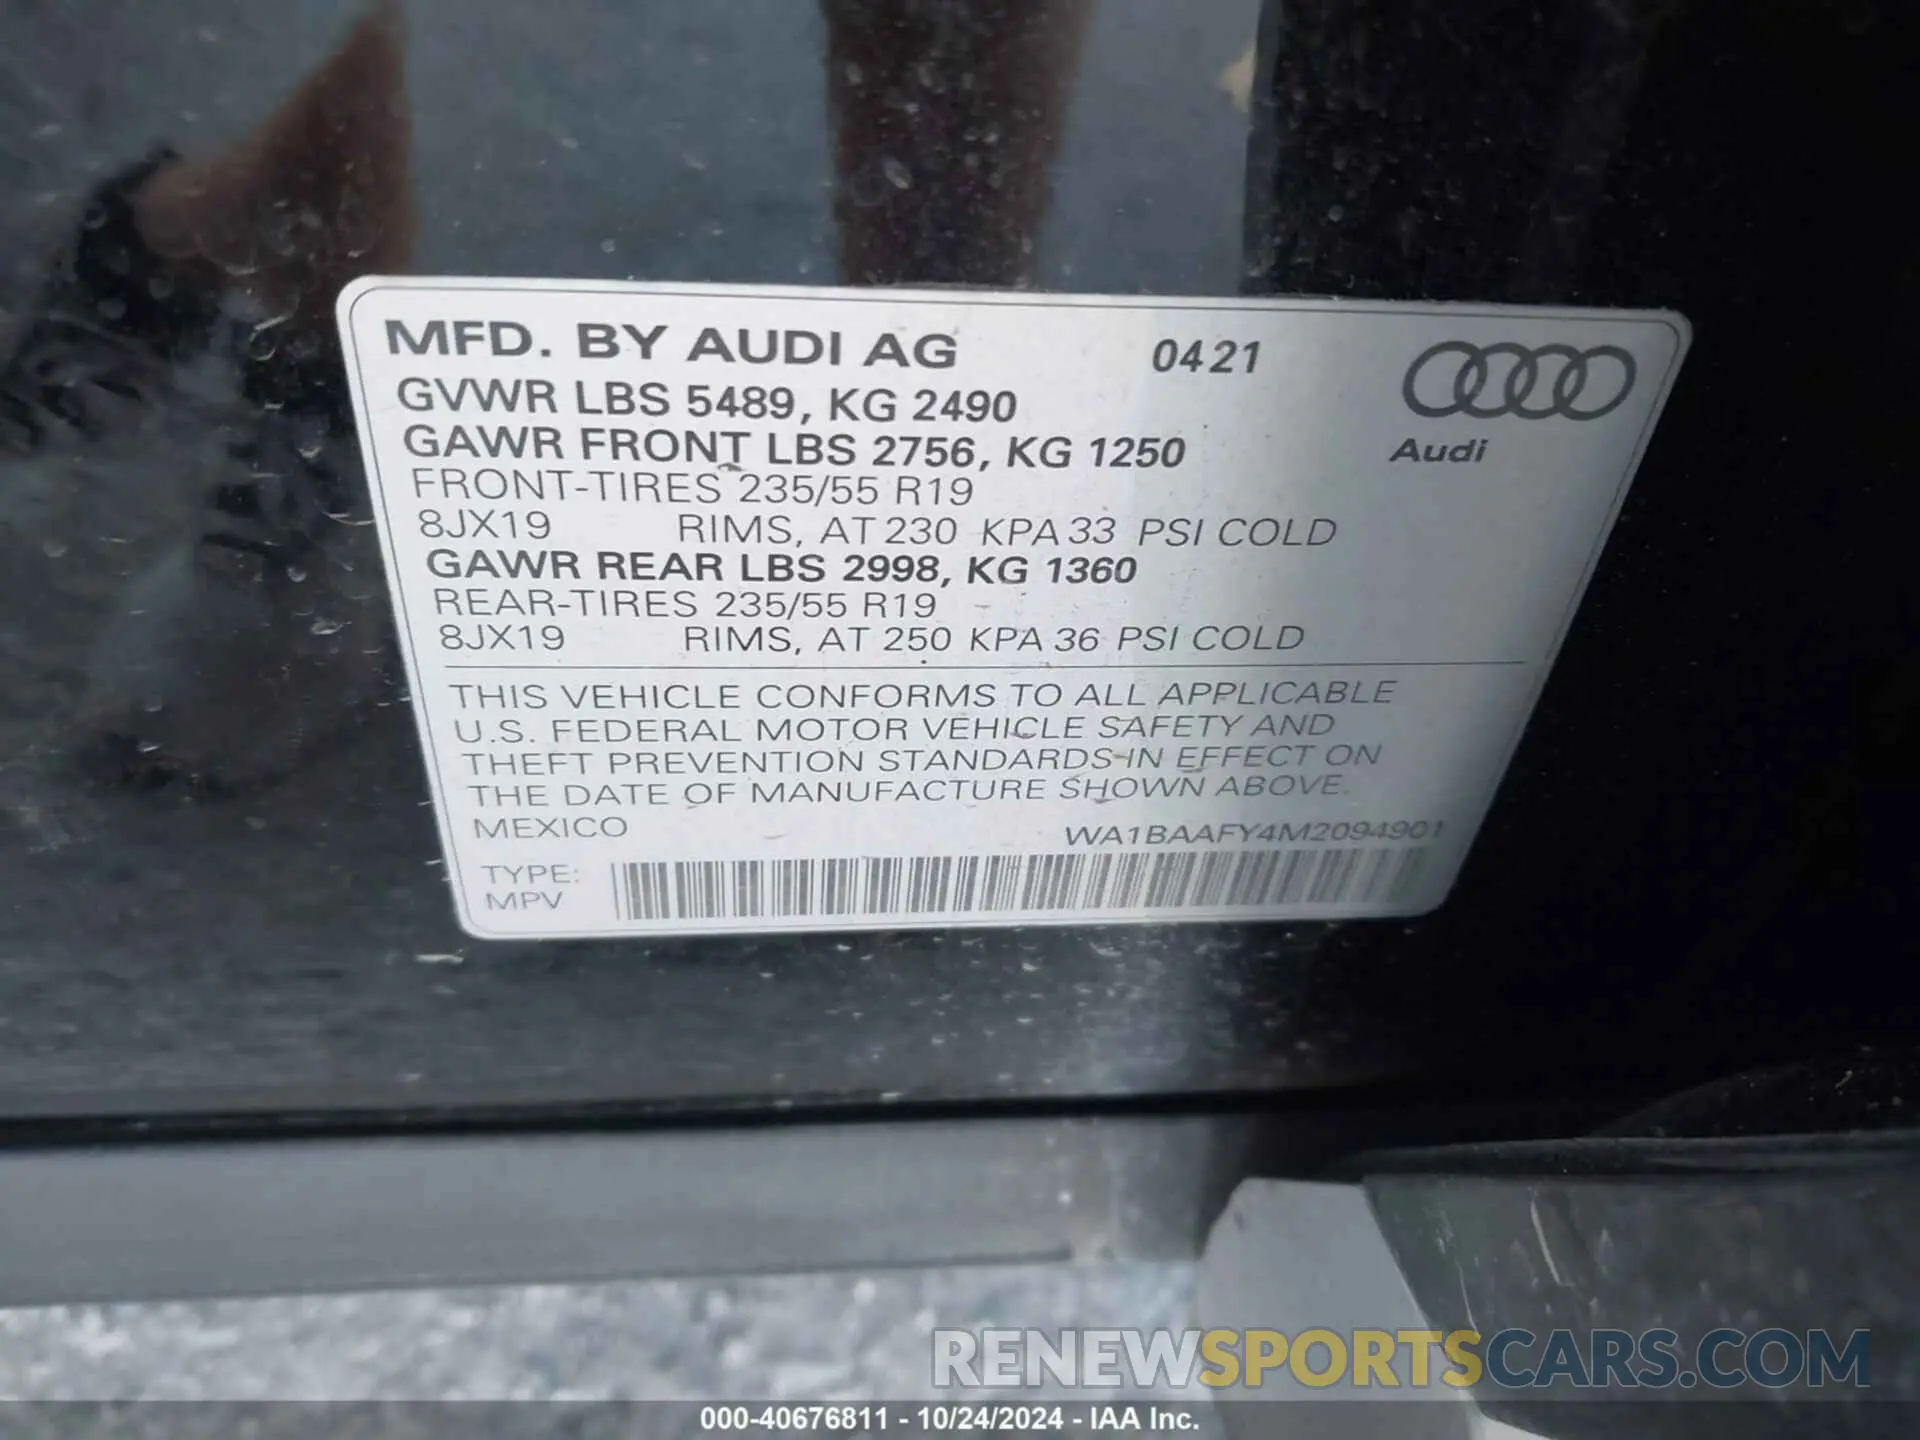 MFD. BY AUDI AG 0421
GVWR LBS 5489, KG 2490
GAWR FRONT LBS 2756, KG 1250
Audi
FRONT-TIRES 235/55 R19
8JX19 RIMS, AT 230 KPA 33 PSI COLD
GAWR REAR LBS 2998, KG 1360
REAR-TIRES 235/55 R19
8JX19 RIMS, AT 250 KPA 36 PSI COLD
THIS VEHICLE CONFORMS TO ALL APPLICABLE
U.S. FEDERAL MOTOR VEHICLE SAFETY AND
THEFT PREVENTION STANDARDS IN EFFECT ON
THE DATE OF MANUFACTURE SHOWN ABOVE.
MEXICO WA1BAAFY4M2094901
TYPE:
MPV
RENEWSPORTSCARS.COM
000-40676811 - 10/24/2024 - IAA Inc.